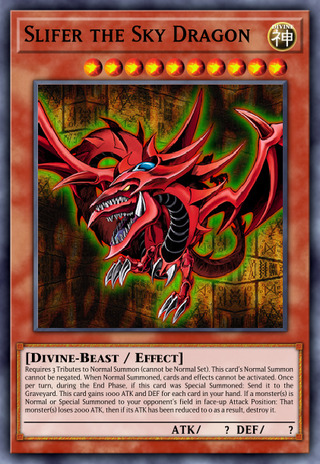 Slifer the Sky Dragon
DIVINE
神
[Divine-Beast / Effect]
Requires 3 Tributes to Normal Summon (cannot be Normal Set). This card's Normal Summon
cannot be negated. When Normal Summoned, cards and effects cannot be activated. Once
per turn, during the End Phase, if this card was Special Summoned: Send it to the
Graveyard. This card gains 1000 ATK and DEF for each card in your hand. If a monster(s) is
Normal or Special Summoned to your opponent's field in face-up Attack Position: That
monster(s) loses 2000 ATK, then if its ATK has been reduced to 0 as a result, destroy it.
ATK/ ? DEF/ ?